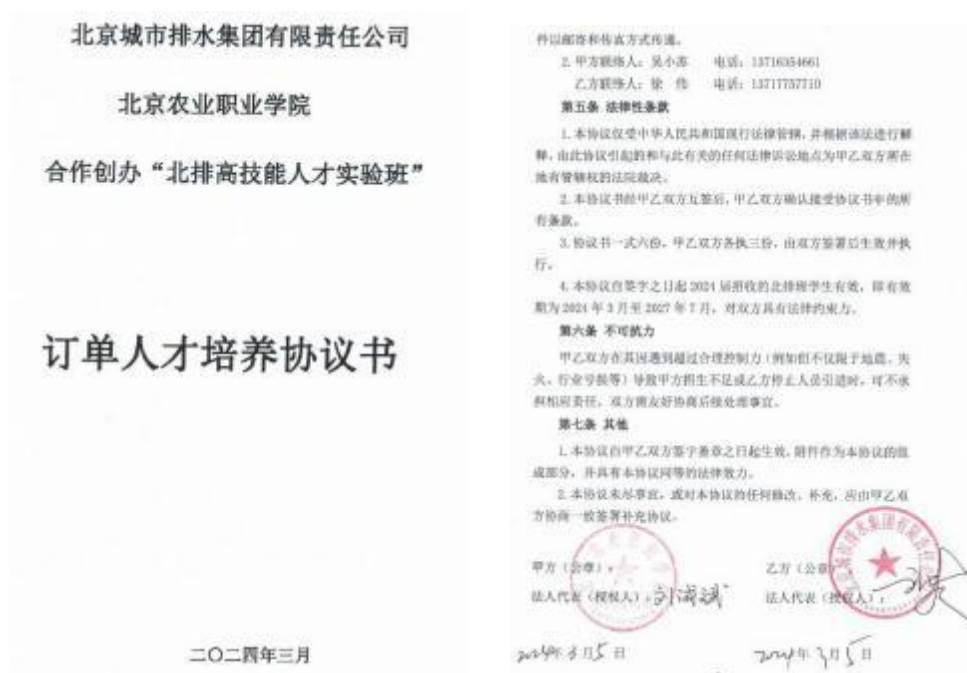 北京城市排水集团有限责任公司
北京农业职业学院
合作创办“北排高技能人才实验班”
订单人才培养协议书
二〇二四年三月
件以邮寄和传真方式传递。
2.甲方联络人：吴小苏 电话：13716354661
乙方联络人：徐 伟 电话：13717757710
第五条 法律性条款
1.本协议仅受中华人民共和国现行法律管辖，并根据该法进行解
释，由此协议引起的和与此有关的任何法律诉讼地点为甲乙双方所在
地有管辖权的法院裁决。
2.本协议书经甲乙双方互签后，甲乙双方确认接受协议书中的所
有条款。
3.协议书一式六份，甲乙双方各执三份，由双方签署后生效并执
行。
4.本协议自签字之日起 2024 届招收的北排班学生有效，即有效
期为 2024 年 3 月至 2027 年 7 月，对双方具有法律约束力。
第六条 不可抗力
甲乙双方在其因遇到超过合理控制力（例如但不仅限于地震、失
火、行业亏损等）导致甲方招生不足或乙方停止人员引进时，可不承
担相应责任，双方需友好协商后续处理事宜。
第七条 其他
1.本协议自甲乙双方签字盖章之日起生效，附件作为本协议的组
成部分，并具有本协议同等的法律效力。
2.本协议未尽事宜，或对本协议的任何修改、补充，应由甲乙双
方协商一致签署补充协议。
甲方（公章）： 乙方（公章
法人代表（授权人）： 法人代表（授权人）：
2024年3月5日 2024年3月5日